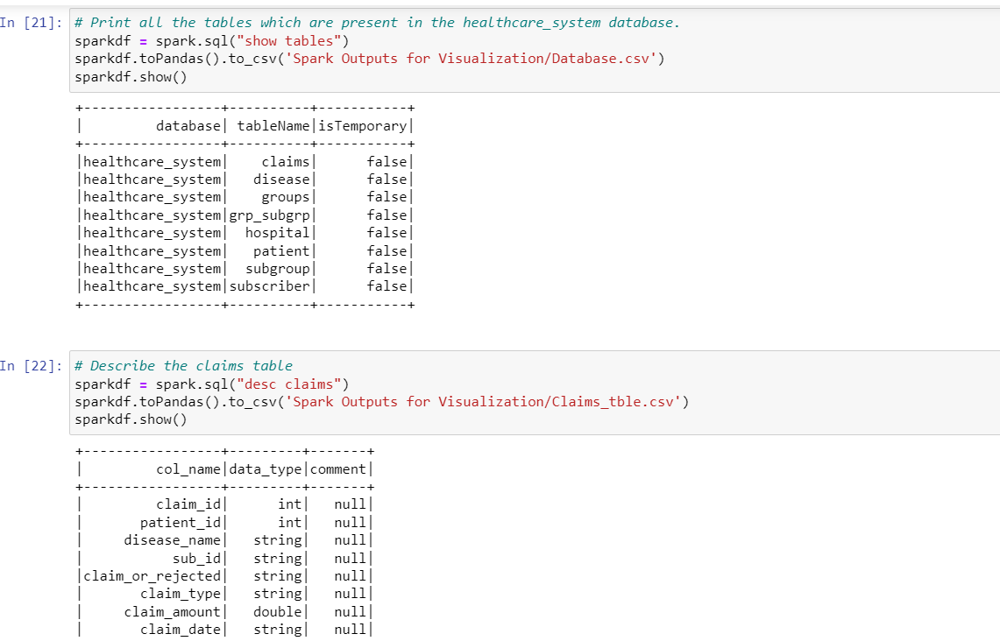 In [21]: # Print all the tables which are present in the healthcare_system database.
sparkdf = spark.sql("show tables")
sparkdf.toPandas().to_csv('Spark Outputs for Visualization/Database.csv')
sparkdf.show()
+-----------------+----------+-----------+
|         database| tableName|isTemporary|
+-----------------+----------+-----------+
|healthcare_system|    claims|      false|
|healthcare_system|   disease|      false|
|healthcare_system|    groups|      false|
|healthcare_system|grp_subgrp|      false|
|healthcare_system|  hospital|      false|
|healthcare_system|   patient|      false|
|healthcare_system|  subgroup|      false|
|healthcare_system|subscriber|      false|
+-----------------+----------+-----------+
In [22]: # Describe the claims table
sparkdf = spark.sql("desc claims")
sparkdf.toPandas().to_csv('Spark Outputs for Visualization/Claims_tble.csv')
sparkdf.show()
+-----------------+---------+-------+
|         col_name|data_type|comment|
+-----------------+---------+-------+
|         claim_id|      int|   null|
|       patient_id|      int|   null|
|     disease_name|   string|   null|
|           sub_id|   string|   null|
|claim_or_rejected|   string|   null|
|       claim_type|   string|   null|
|     claim_amount|   double|   null|
|       claim_date|   string|   null|